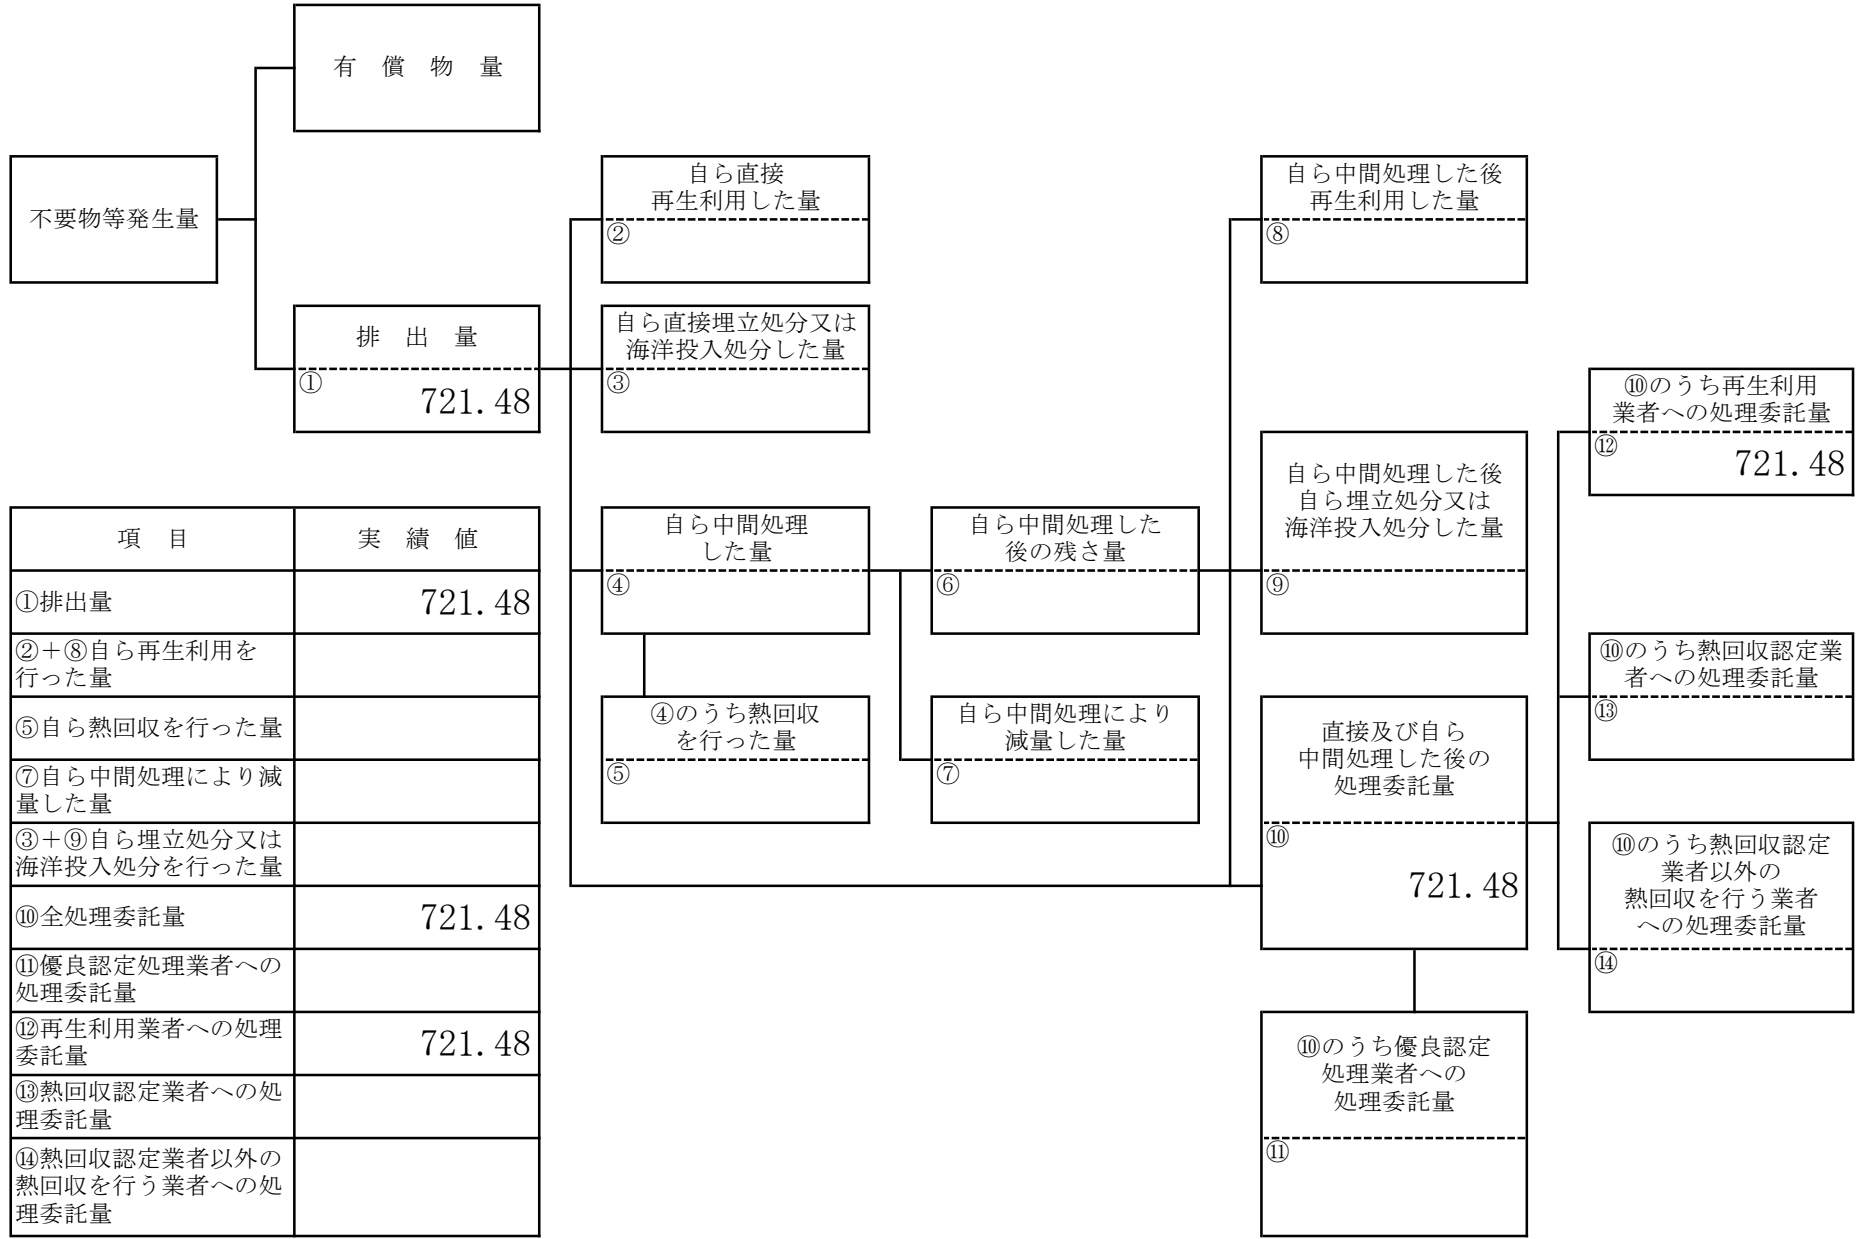 有　償　物　量
不要物等発生量
排　出　量
①
721.48
自ら直接
再生利用した量
②
自ら直接埋立処分又は
海洋投入処分した量
③
自ら中間処理
した量
④
④のうち熱回収
を行った量
⑤
自ら中間処理した
後の残さ量
⑥
自ら中間処理により
減量した量
⑦
自ら中間処理した後
再生利用した量
⑧
自ら中間処理した後
自ら埋立処分又は
海洋投入処分した量
⑨
直接及び自ら
中間処理した後の
処理委託量
⑩
721.48
⑩のうち優良認定
処理業者への
処理委託量
⑪
⑩のうち再生利用
業者への処理委託量
⑫
721.48
⑩のうち熱回収認定業
者への処理委託量
⑬
⑩のうち熱回収認定
業者以外の
熱回収を行う業者
への処理委託量
⑭
項　目　実　績　値
①排出量　721.48
②＋⑧自ら再生利用を
行った量
⑤自ら熱回収を行った量
⑦自ら中間処理により減
量した量
③＋⑨自ら埋立処分又は
海洋投入処分を行った量
⑩全処理委託量　721.48
⑪優良認定処理業者への
処理委託量
⑫再生利用業者への処理
委託量　721.48
⑬熱回収認定業者への処
理委託量
⑭熱回収認定業者以外の
熱回収を行う業者への処
理委託量